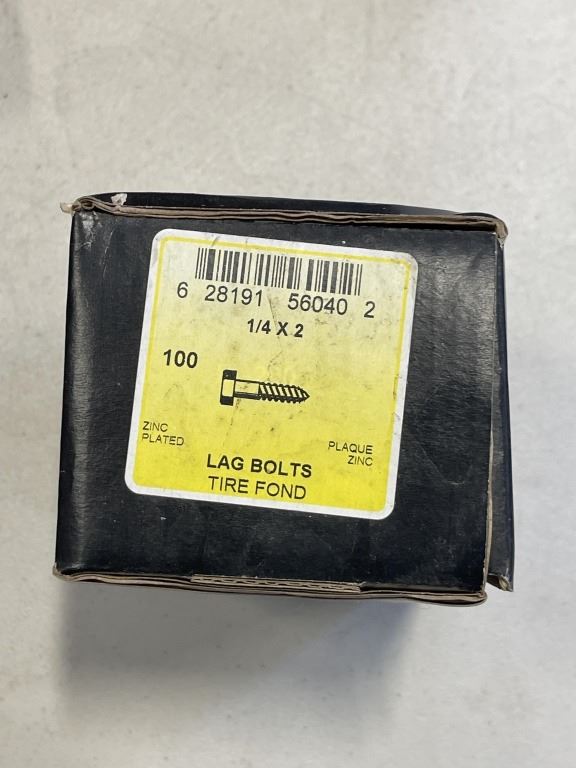 6 28191 56040 2
1/4 X 2
100
ZINC
PLATED
PLAQUE
ZINC
LAG BOLTS
TIRE FOND